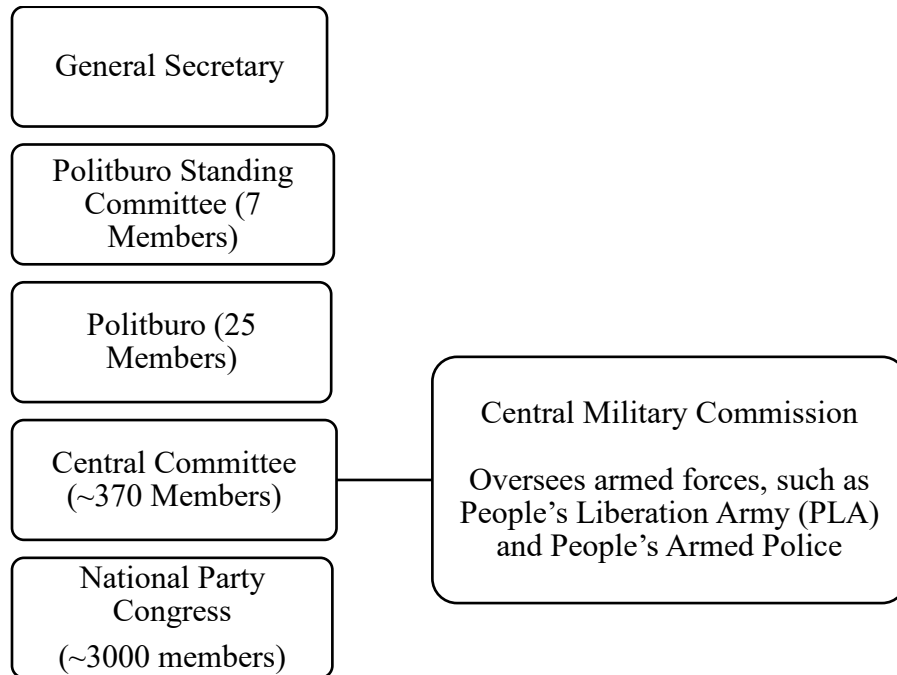 General Secretary
Politburo Standing
Committee (7
Members)
Politburo (25
Members)
Central Committee
(~370 Members)
National Party
Congress
(~3000 members)
Central Military Commission
Oversees armed forces, such as
People’s Liberation Army (PLA)
and People’s Armed Police